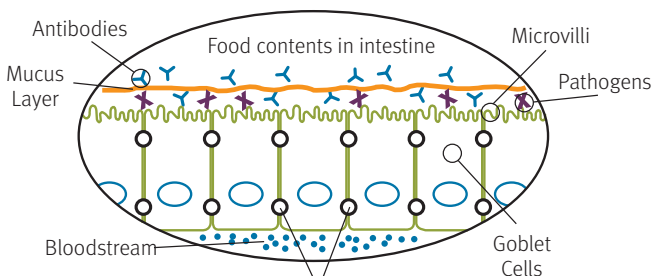 Antibodies
Food contents in intestine
Microvilli
Mucus
Layer
Pathogens
Bloodstream
Goblet
Cells